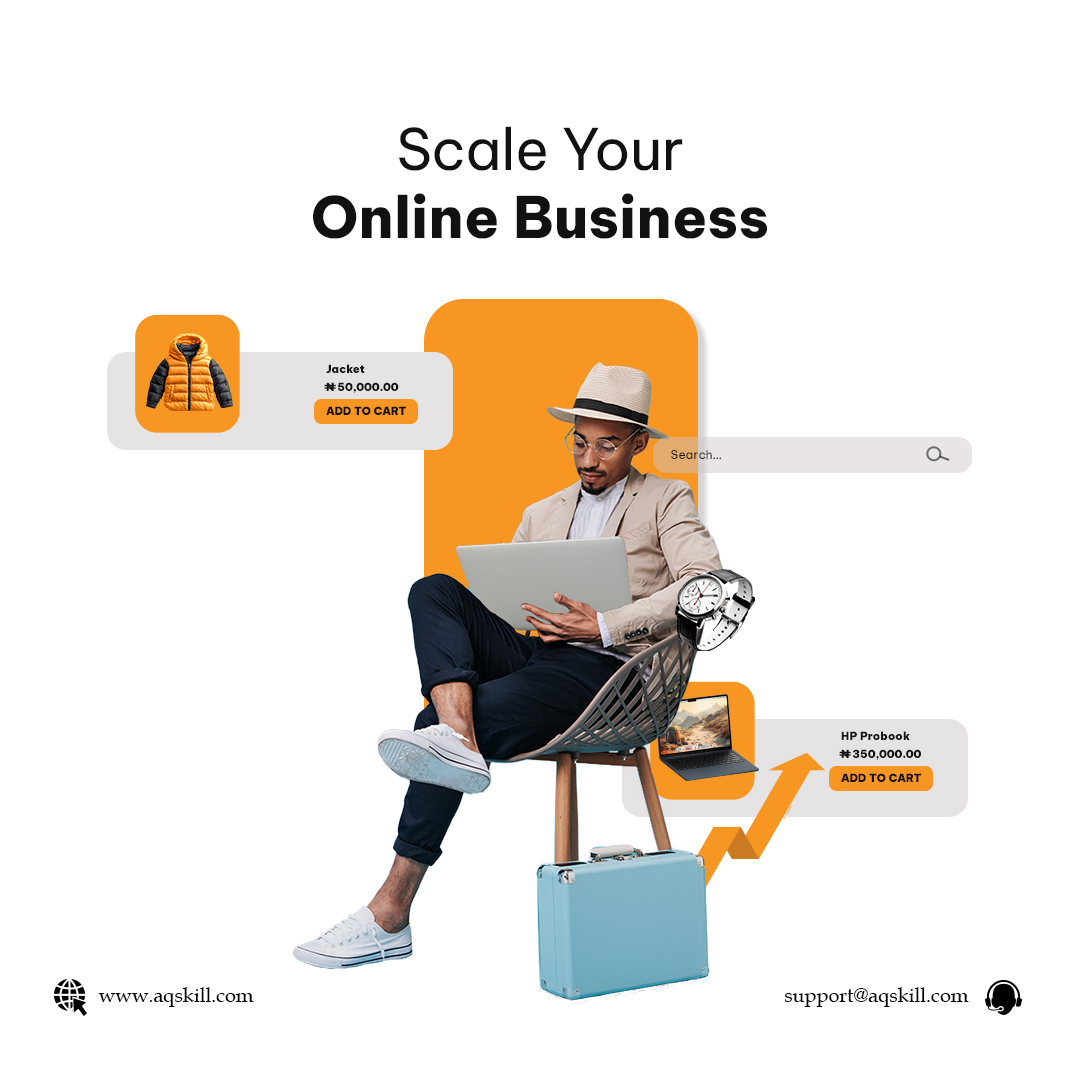 Scale Your
Online Business
Jacket
₦50,000.00
ADD TO CART
Search...
HP Probook
₦350,000.00
ADD TO CART
www.aqskill.com
support@aqskill.com